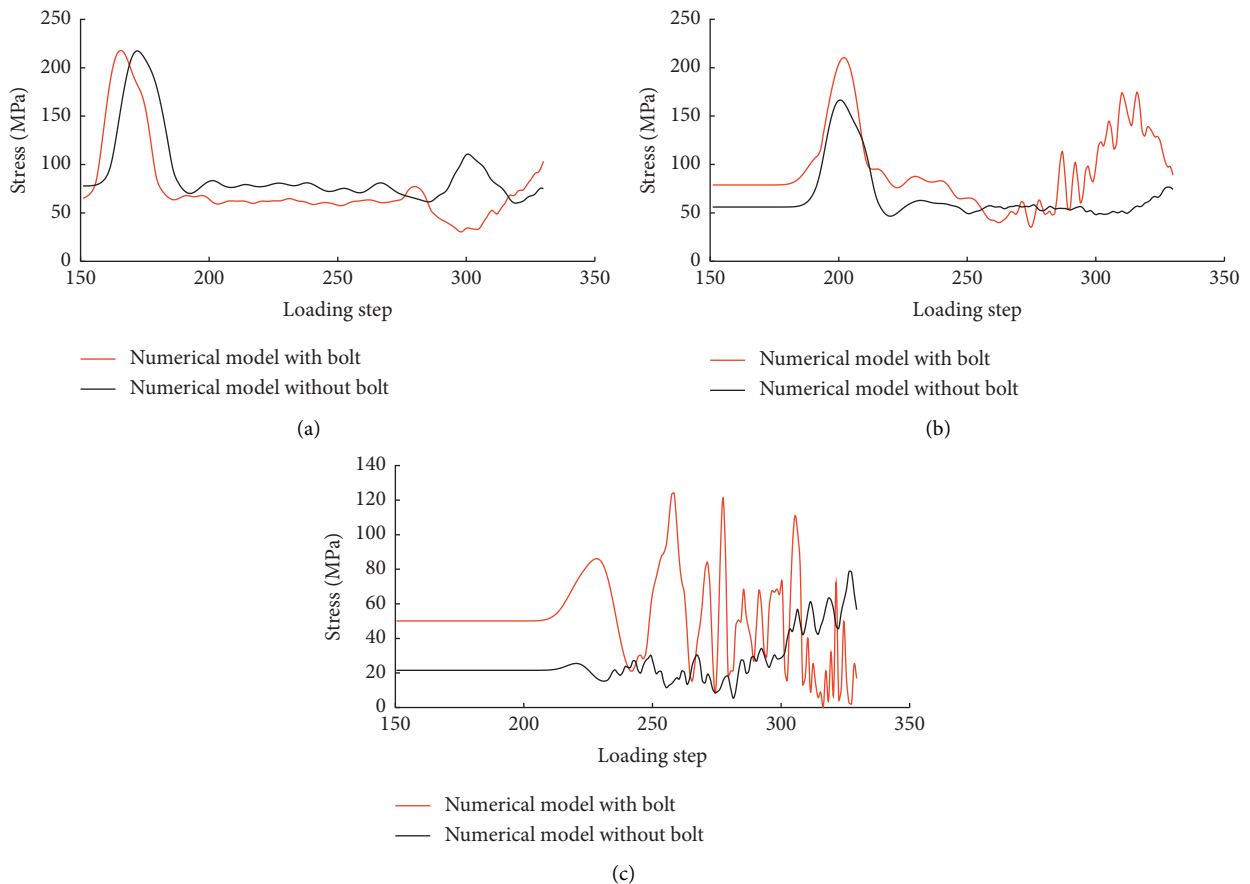 250
200
150
100
50
0
Stress (MPa)
150 200 250 300 350
Loading step
Numerical model with bolt
Numerical model without bolt
(a)
250
200
150
100
50
0
Stress (MPa)
150 200 250 300 350
Loading step
Numerical model with bolt
Numerical model without bolt
(b)
140
120
100
80
60
40
20
0
Stress (MPa)
150 200 250 300 350
Loading step
Numerical model with bolt
Numerical model without bolt
(c)